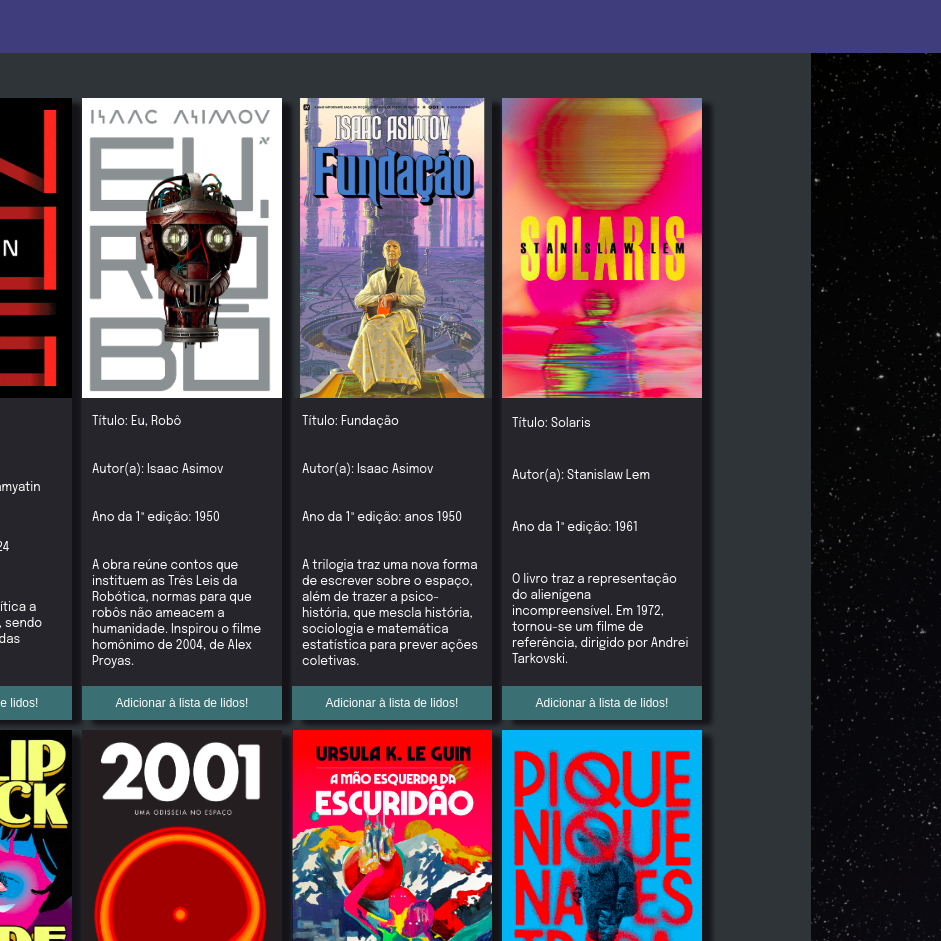 N
amyatin
24
ítica a
, sendo
das
e lidos!
ISAAC ASIMOV
EU,
RO
BÔ
Título: Eu, Robô
Autor(a): Isaac Asimov
Ano da 1ª edição: 1950
A obra reúne contos que
instituem as Três Leis da
Robótica, normas para que
robôs não ameacem a
humanidade. Inspirou o filme
homônimo de 2004, de Alex
Proyas.
Adicionar à lista de lidos!
ISAAC ASIMOV
Fundação
Título: Fundação
Autor(a): Isaac Asimov
Ano da 1ª edição: anos 1950
A trilogia traz uma nova forma
de escrever sobre o espaço,
além de trazer a psico-
história, que mescla história,
sociologia e matemática
estatística para prever ações
coletivas.
Adicionar à lista de lidos!
SOLARIS
STANISLAW LEM
Título: Solaris
Autor(a): Stanislaw Lem
Ano da 1ª edição: 1961
O livro traz a representação
do alienígena
incompreensível. Em 1972,
tornou-se um filme de
referência, dirigido por Andrei
Tarkovski.
Adicionar à lista de lidos!
LIP
CK
DE
2001
UMA ODISSEIA NO ESPAÇO
URSULA K. LE GUIN
A MÃO ESQUERDA DA
ESCURIDÃO
PIQUE
NIQUE
NA ES
TRADA